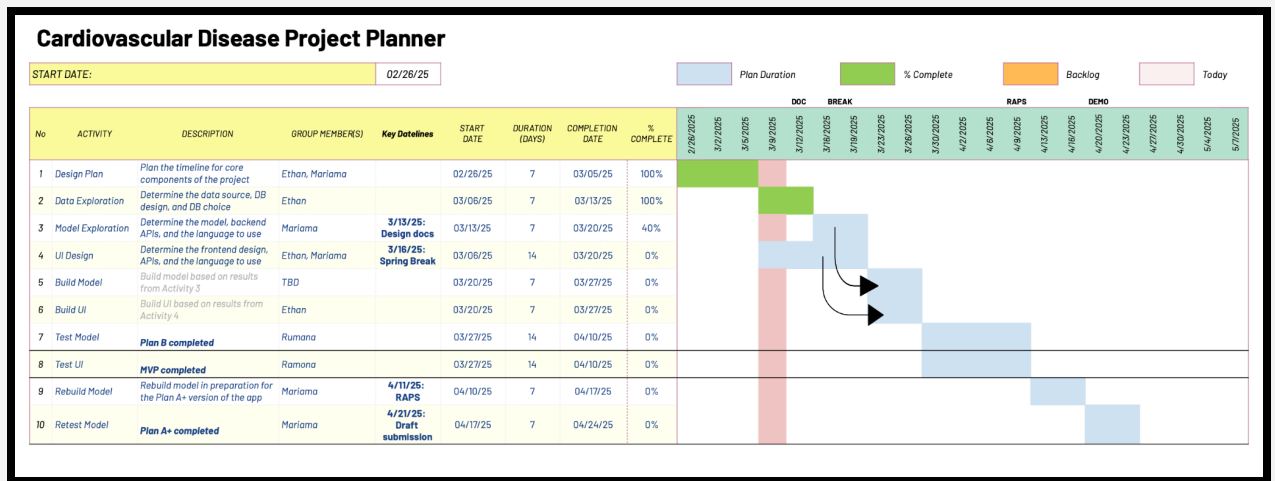 Cardiovascular Disease Project Planner
START DATE: 02/26/25
Plan Duration % Complete Backlog Today
DOC BREAK RAPS DEMO
No ACTIVITY DESCRIPTION GROUP MEMBER(S) Key Datelines START DATE DURATION (DAYS) COMPLETION DATE % COMPLETE 2/26/2025 3/2/2025 3/5/2025 3/9/2025 3/12/2025 3/16/2025 3/19/2025 3/23/2025 3/26/2025 3/30/2025 4/2/2025 4/6/2025 4/9/2025 4/13/2025 4/16/2025 4/20/2025 4/23/2025 4/27/2025 4/30/2025 5/4/2025 5/7/2025
1 Design Plan Plan the timeline for core components of the project Ethan, Mariama 02/26/25 7 03/05/25 100%
2 Data Exploration Determine the data source, DB design, and DB choice Ethan 03/06/25 7 03/13/25 100%
3 Model Exploration Determine the model, backend APIs, and the language to use Mariama 3/13/25: Design docs 03/13/25 7 03/20/25 40%
4 UI Design Determine the frontend design, APIs, and the language to use Ethan, Mariama 3/16/25: Spring Break 03/06/25 14 03/20/25 0%
5 Build Model Build model based on results from Activity 3 TBD 03/20/25 7 03/27/25 0%
6 Build UI Build UI based on results from Activity 4 Ethan 03/20/25 7 03/27/25 0%
7 Test Model Plan B completed Rumana 03/27/25 14 04/10/25 0%
8 Test UI MVP completed Ramona 03/27/25 14 04/10/25 0%
9 Rebuild Model Rebuild model in preparation for the Plan A+ version of the app Mariama 4/11/25: RAPS 04/10/25 7 04/17/25 0%
10 Retest Model Plan A+ completed Mariama 4/21/25: Draft submission 04/17/25 7 04/24/25 0%